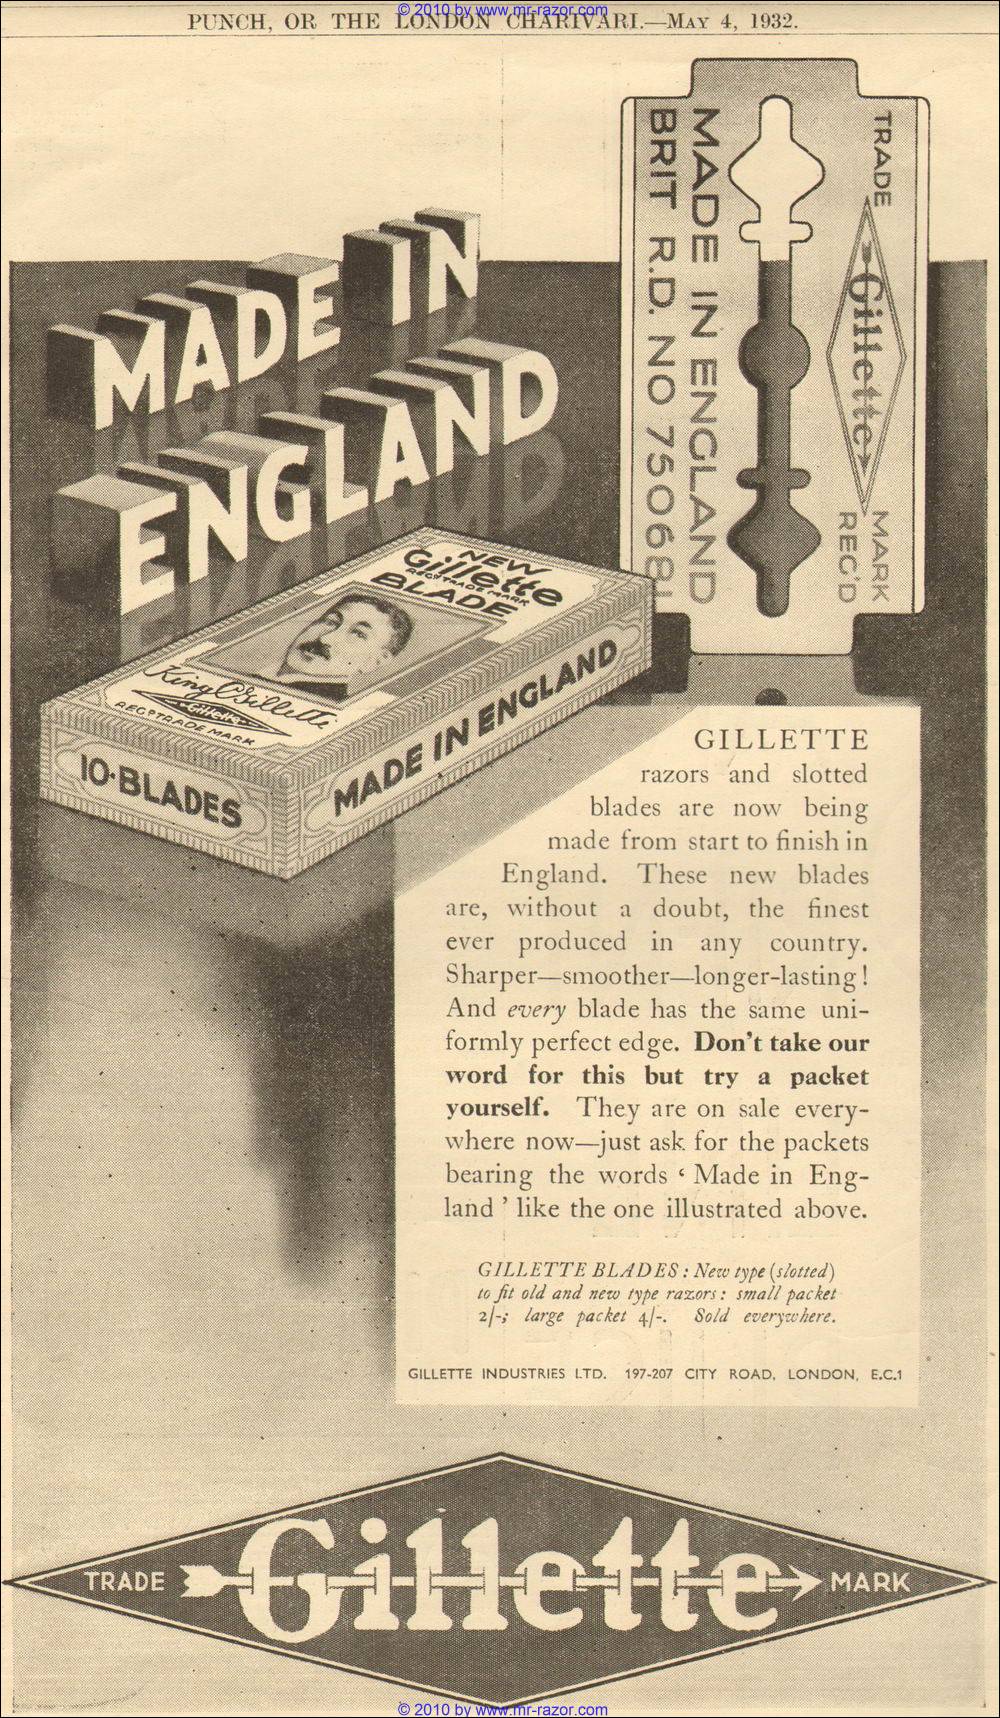 © 2010 by www.mr-razor.com
PUNCH, OR THE LONDON CHARIVARI.—MAY 4, 1932.
MADE IN
ENGLAND
TRADE
Gillette
MARK
REG'D
MADE IN ENGLAND
BRIT R.D. NO 750681
NEW
Gillette
REG'D TRADE MARK
BLADE
King C Gillette
Gillette
REG'D TRADE MARK
10·BLADES
MADE IN ENGLAND
GILLETTE
razors and slotted
blades are now being
made from start to finish in
England. These new blades
are, without a doubt, the finest
ever produced in any country.
Sharper—smoother—longer-lasting!
And every blade has the same uni-
formly perfect edge. Don't take our
word for this but try a packet
yourself. They are on sale every-
where now—just ask for the packets
bearing the words ‘ Made in Eng-
land ’ like the one illustrated above.
GILLETTE BLADES : New type (slotted)
to fit old and new type razors : small packet
2/-; large packet 4/-. Sold everywhere.
GILLETTE INDUSTRIES LTD. 197-207 CITY ROAD, LONDON, E.C.1
TRADE Gillette MARK
© 2010 by www.mr-razor.com